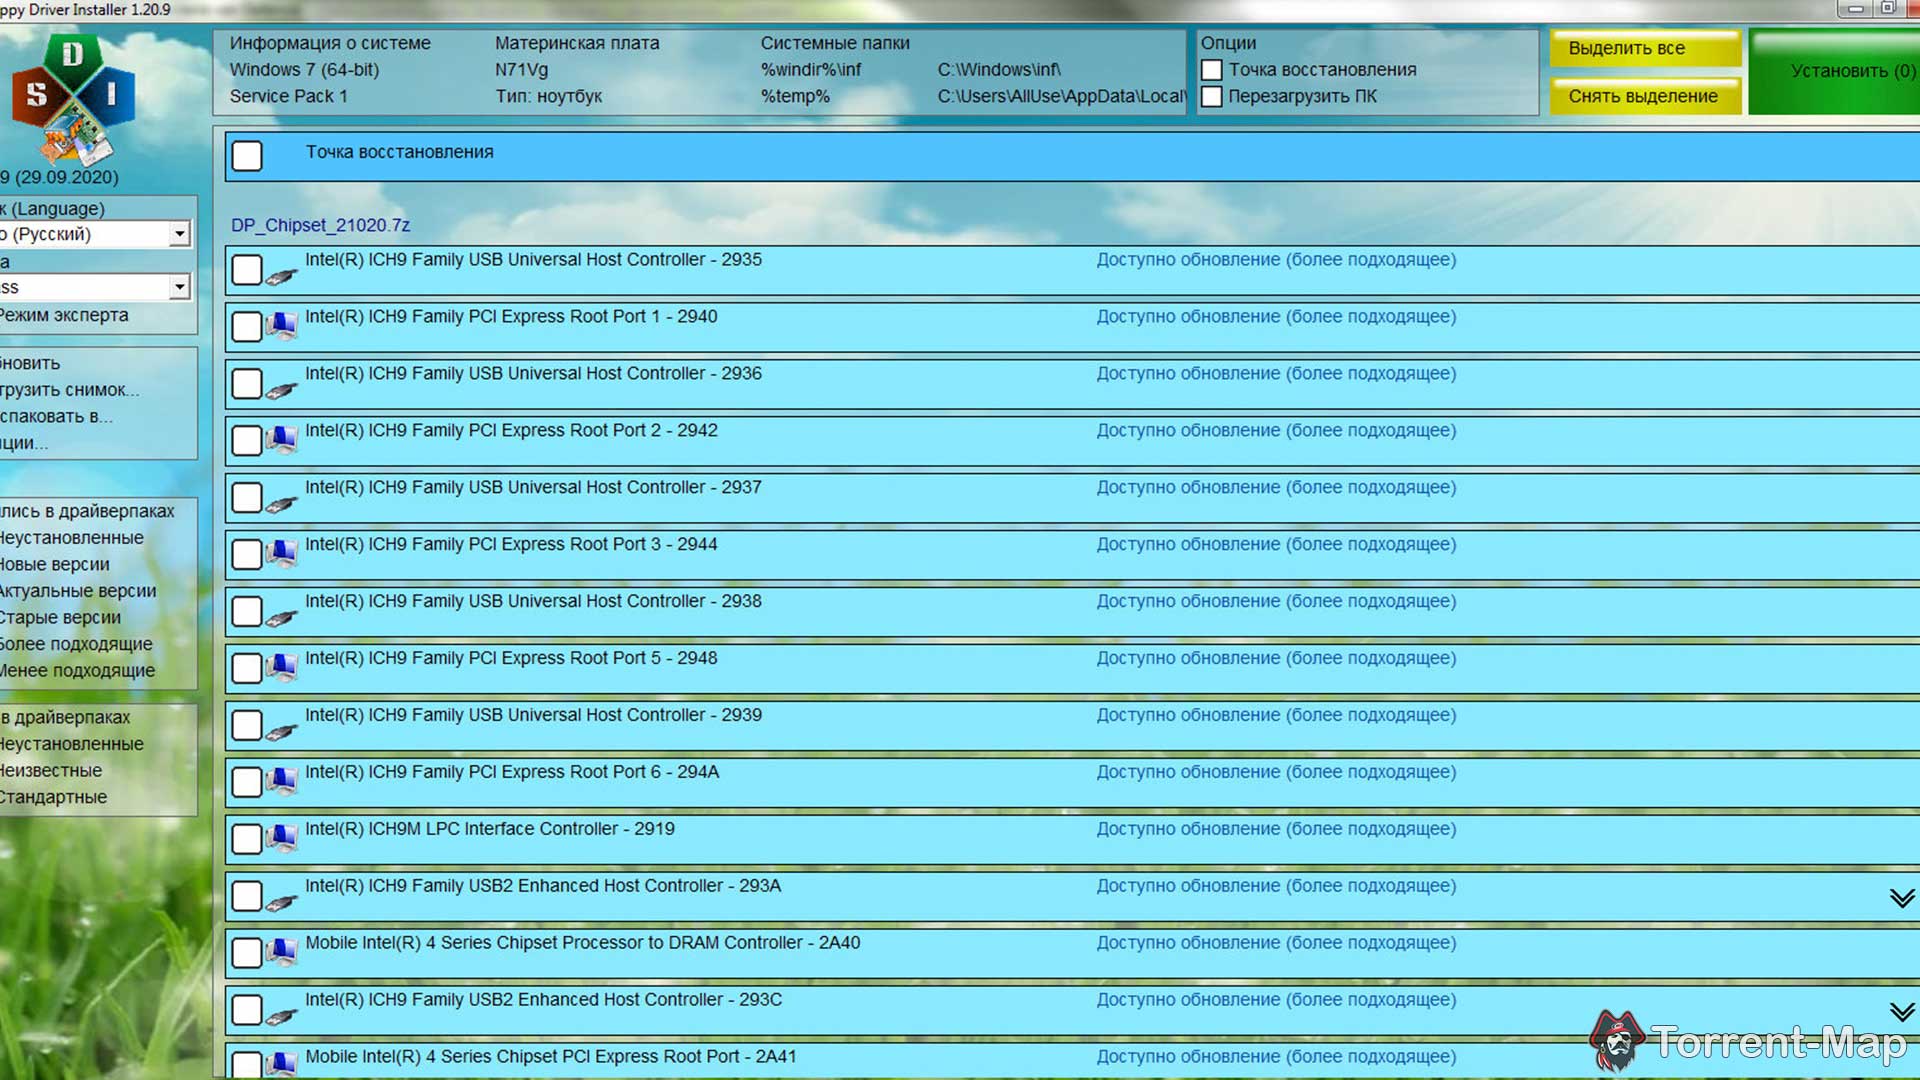 ppy Driver Installer 1.20.9
D
S I
9 (29.09.2020)
к (Language)
о (Русский)
а
ss
Режим эксперта
бновить
грузить снимок...
спаковать в...
ции...
лись в драйверпаках
Неустановленные
Новые версии
Актуальные версии
Старые версии
Более подходящие
Менее подходящие
в драйверпаках
Неустановленные
Неизвестные
Стандартные
Информация о системе
Windows 7 (64-bit)
Service Pack 1
Материнская плата
N71Vg
Тип: ноутбук
Системные папки
%windir%\inf C:\Windows\inf\
%temp% C:\Users\AllUse\AppData\Local\
Опции
Точка восстановления
Перезагрузить ПК
Выделить все
Снять выделение
Установить (0)
Точка восстановления
DP_Chipset_21020.7z
Intel(R) ICH9 Family USB Universal Host Controller - 2935 Доступно обновление (более подходящее)
Intel(R) ICH9 Family PCI Express Root Port 1 - 2940 Доступно обновление (более подходящее)
Intel(R) ICH9 Family USB Universal Host Controller - 2936 Доступно обновление (более подходящее)
Intel(R) ICH9 Family PCI Express Root Port 2 - 2942 Доступно обновление (более подходящее)
Intel(R) ICH9 Family USB Universal Host Controller - 2937 Доступно обновление (более подходящее)
Intel(R) ICH9 Family PCI Express Root Port 3 - 2944 Доступно обновление (более подходящее)
Intel(R) ICH9 Family USB Universal Host Controller - 2938 Доступно обновление (более подходящее)
Intel(R) ICH9 Family PCI Express Root Port 5 - 2948 Доступно обновление (более подходящее)
Intel(R) ICH9 Family USB Universal Host Controller - 2939 Доступно обновление (более подходящее)
Intel(R) ICH9 Family PCI Express Root Port 6 - 294A Доступно обновление (более подходящее)
Intel(R) ICH9M LPC Interface Controller - 2919 Доступно обновление (более подходящее)
Intel(R) ICH9 Family USB2 Enhanced Host Controller - 293A Доступно обновление (более подходящее)
Mobile Intel(R) 4 Series Chipset Processor to DRAM Controller - 2A40 Доступно обновление (более подходящее)
Intel(R) ICH9 Family USB2 Enhanced Host Controller - 293C Доступно обновление (более подходящее)
Mobile Intel(R) 4 Series Chipset PCI Express Root Port - 2A41 Доступно обновление (более подходящее)
Torrent-Map